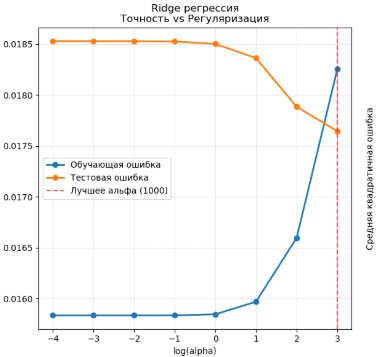 Ridge регрессия
Точность vs Регуляризация
0.0185
0.0180
0.0175
0.0170
0.0165
0.0160
Обучающая ошибка
Тестовая ошибка
Лучшее альфа (1000)
Средняя квадратичная ошибка
−4 −3 −2 −1 0 1 2 3
log(alpha)